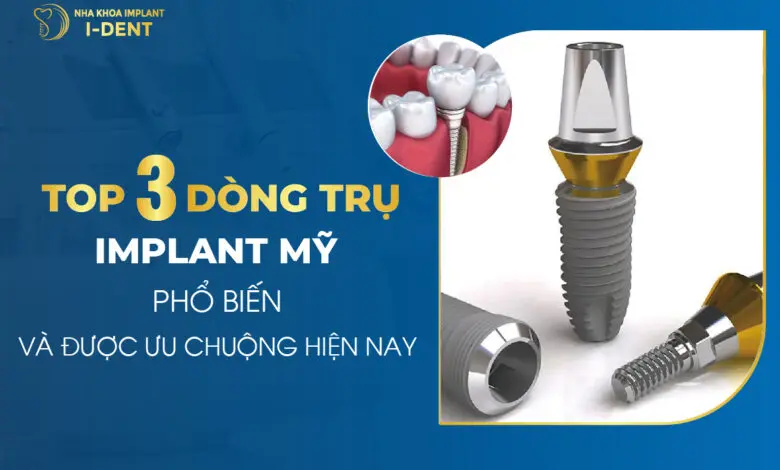 NHA KHOA IMPLANT
I-DENT
TOP 3 DÒNG TRỤ
IMPLANT MỸ
PHỔ BIẾN
VÀ ĐƯỢC ƯU CHUỘNG HIỆN NAY